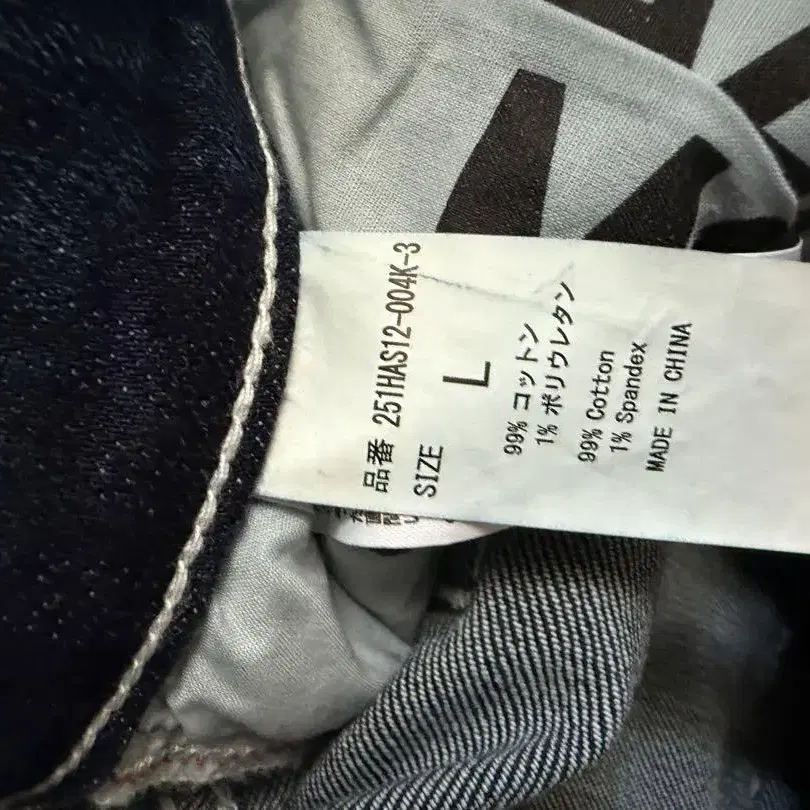 品番 251HAS12-004K-3
SIZE L
99% コットン
1% ポリウレタン
99% Cotton
1% Spandex
MADE IN CHINA